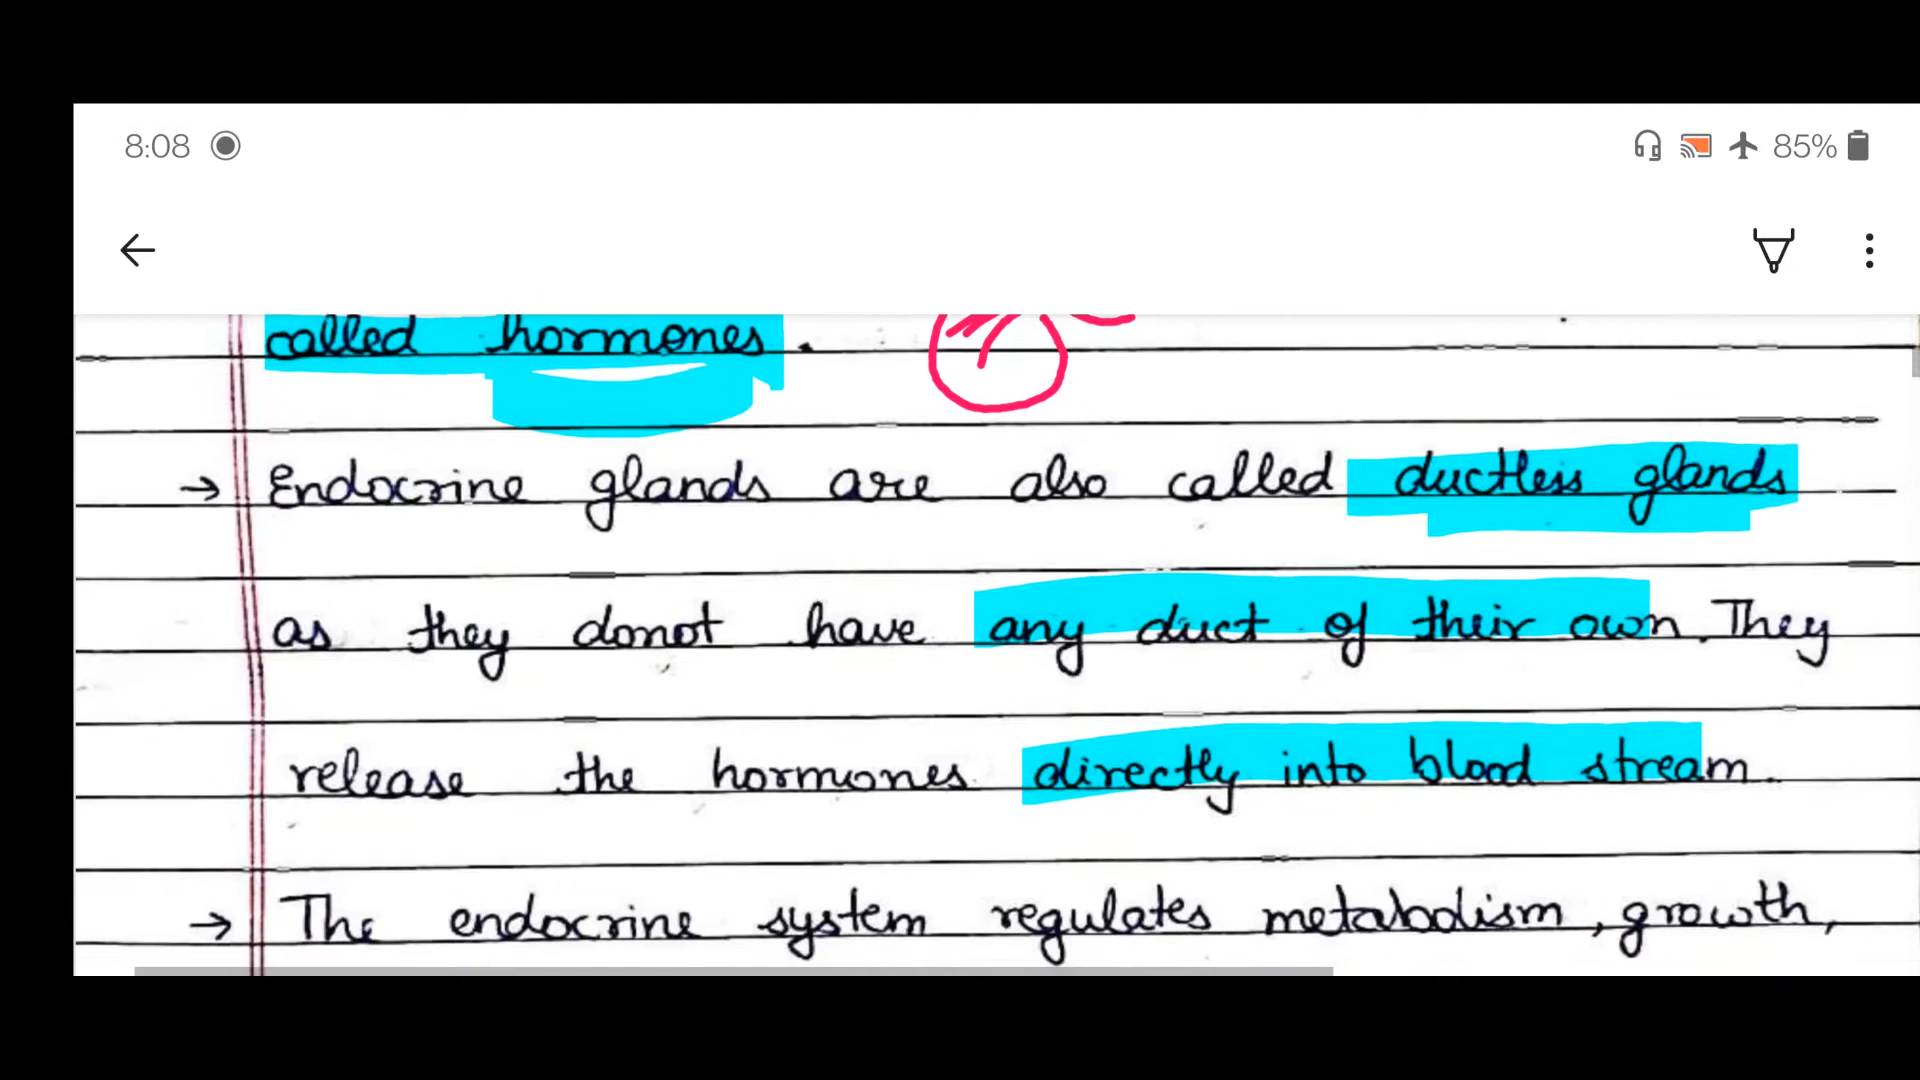 8:08 85%
called hormones.
→ Endocrine glands are also called ductless glands
as they donot have any duct of their own. They
release the hormones directly into blood stream.
→ The endocrine system regulates metabolism, growth,